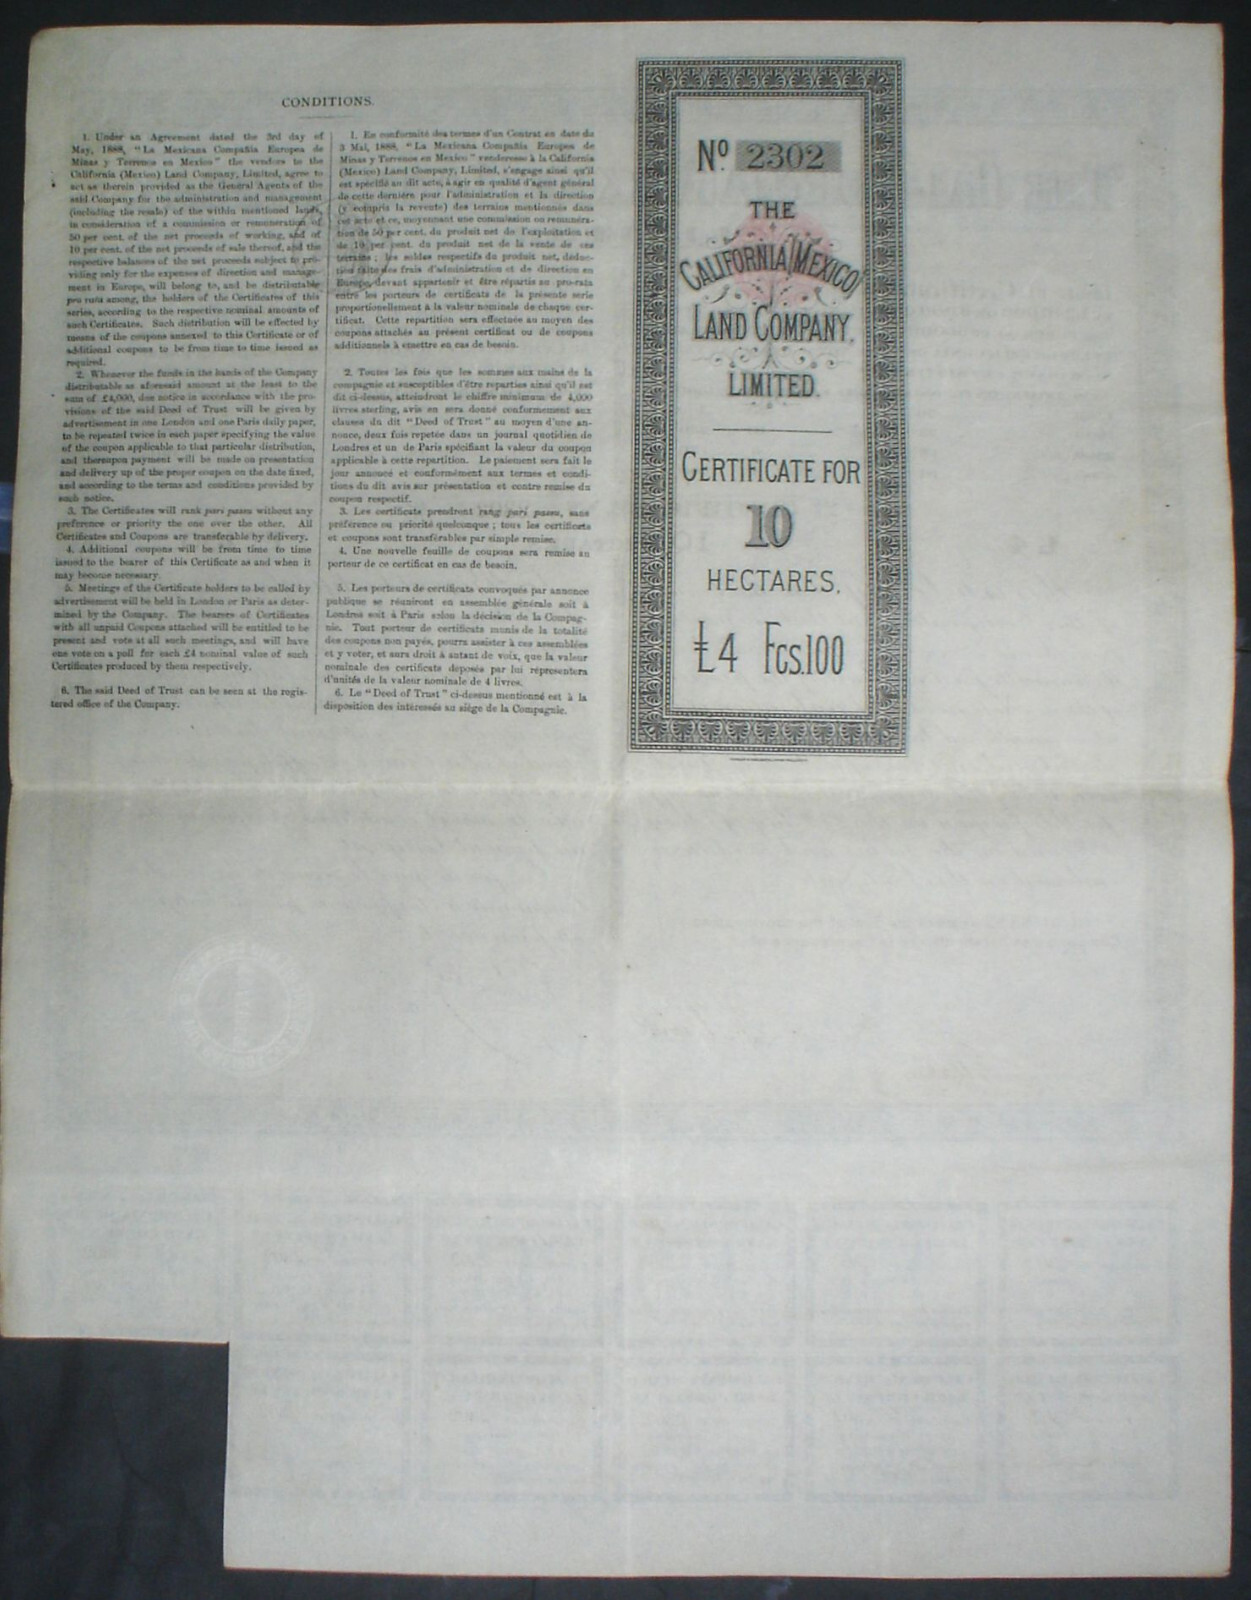 CONDITIONS.
1. Under an Agreement dated the 3rd day of
May, 1888, "La Mexicana Compañia Europea de
Minas y Terrenos en Mexico" the vendors to the
California (Mexico) Land Company, Limited, agree to
act as therein provided as the General Agents of the
said Company for the administration and management
(including the resale) of the within mentioned lands,
in consideration of a commission or remuneration of
50 per cent. of the net proceeds of working, and of
10 per cent. of the net proceeds of sale thereof, and the
respective balances of the net proceeds subject to pro-
viding only for the expenses of direction and manage-
ment in Europe, will belong to, and be distributable
pro rata among, the holders of the Certificates of this
series, according to the respective nominal amounts of
such Certificates. Such distribution will be effected by
means of the coupons annexed to this Certificate or of
additional coupons to be from time to time issued as
required.
2. Whenever the funds in the hands of the Company
distributable as aforesaid amount at the least to the
sum of £4,000, due notice in accordance with the pro-
visions of the said Deed of Trust will be given by
advertisement in one London and one Paris daily paper,
to be repeated twice in each paper specifying the value
of the coupon applicable to that particular distribution,
and thereupon payment will be made on presentation
and delivery up of the proper coupon on the date fixed,
and according to the terms and conditions provided by
such notice.
3. The Certificates will rank pari passu without any
preference or priority the one over the other. All
Certificates and Coupons are transferable by delivery.
4. Additional coupons will be from time to time
issued to the bearer of this Certificate as and when it
may become necessary.
5. Meetings of the Certificate holders to be called by
advertisement will be held in London or Paris as deter-
mined by the Company. The bearers of Certificates
with all unpaid Coupons attached will be entitled to be
present and vote at all such meetings, and will have
one vote on a poll for each £4 nominal value of such
Certificates produced by them respectively.
6. The said Deed of Trust can be seen at the regis-
tered office of the Company.
1. En conformité des termes d'un Contrat en date du
3 Mai, 1888, "La Mexicana Compañia Europea de
Minas y Terrenos en Mexico" venderesse à la California
(Mexico) Land Company, Limited, s'engage ainsi qu'il
est spécifié au dit acte, à agir en qualité d'agent général
de cette dernière pour l'administration et la direction
(y compris la revente) des terrains mentionnés dans
cet acte et ce, moyennant une commission ou remunéra-
tion de 50 per cent. du produit net de l'exploitation et
de 10 per cent. du produit net de la vente de ces
terrains; les soldes respectifs du produit net, déduc-
tion faite des frais d'administration et de direction en
Europe, devant appartenir et être répartis au pro-rata
entre les porteurs de certificats de la présente serie
proportionellement à la valeur nominale de chaque cer-
tificat. Cette repartition sera effectuée au moyen des
coupons attachés au présent certificat ou de coupons
additionnels à emettre en cas de besoin.
2. Toutes les fois que les sommes aux mains de la
compagnie et susceptibles d'être reparties ainsi qu'il est
dit ci-dessus, atteindront le chiffre minimum de 4,000
livres sterling, avis en sera donné conformement aux
clauses du dit "Deed of Trust" au moyen d'une an-
nonce, deux fois repetée dans un journal quotidien de
Londres et un de Paris spécifiant la valeur du coupon
applicable à cette repartition. Le paiement sera fait le
jour annoncé et conformément aux termes et condi-
tions du dit avis sur présentation et contre remise du
coupon respectif.
3. Les certificats prendront rang pari passu, sans
préférence ou priorité quelconque; tous les certificats
et coupons sont transférables par simple remise.
4. Une nouvelle feuille de coupons sera remise au
porteur de ce certificat en cas de besoin.
5. Les porteurs de certificats convoqués par annonce
publique se réuniront en assemblée générale soit à
Londres soit à Paris selon la décision de la Compag-
nie. Tout porteur de certificats munis de la totalité
des coupons non payés, pourra assister à ces assemblées
et y voter, et aura droit à autant de voix, que la valeur
nominale des certificats deposés par lui représentera
d'unités de la valeur nominale de 4 livres.
6. Le "Deed of Trust" ci-dessus mentionné est à la
disposition des intéressés au siège de la Compagnie.
No 2302
THE
CALIFORNIA (MEXICO)
LAND COMPANY,
LIMITED.
CERTIFICATE FOR
10
HECTARES.
£4 Fcs.100